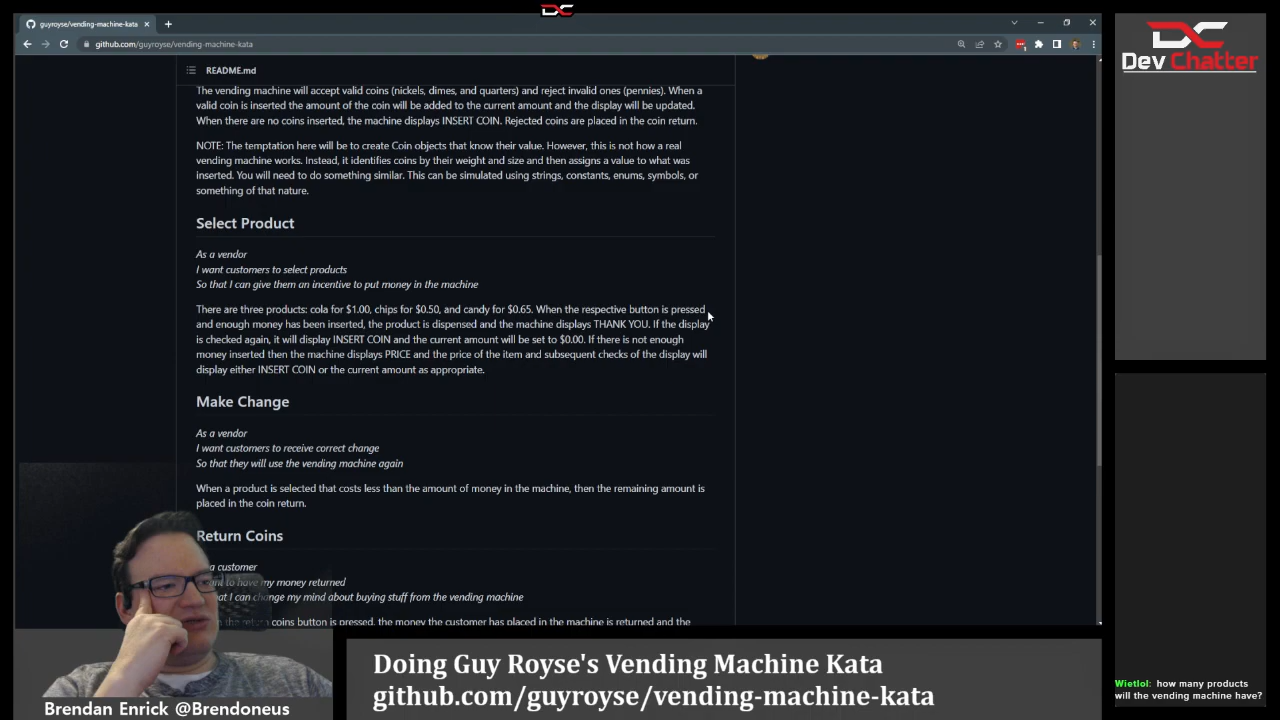 guyroyse/vending-machine-kata
github.com/guyroyse/vending-machine-kata
README.md
The vending machine will accept valid coins (nickels, dimes, and quarters) and reject invalid ones (pennies). When a
valid coin is inserted the amount of the coin will be added to the current amount and the display will be updated.
When there are no coins inserted, the machine displays INSERT COIN. Rejected coins are placed in the coin return.
NOTE: The temptation here will be to create Coin objects that know their value. However, this is not how a real
vending machine works. Instead, it identifies coins by their weight and size and then assigns a value to what was
inserted. You will need to do something similar. This can be simulated using strings, constants, enums, symbols, or
something of that nature.
Select Product
As a vendor
I want customers to select products
So that I can give them an incentive to put money in the machine
There are three products: cola for $1.00, chips for $0.50, and candy for $0.65. When the respective button is pressed
and enough money has been inserted, the product is dispensed and the machine displays THANK YOU. If the display
is checked again, it will display INSERT COIN and the current amount will be set to $0.00. If there is not enough
money inserted then the machine displays PRICE and the price of the item and subsequent checks of the display will
display either INSERT COIN or the current amount as appropriate.
Make Change
As a vendor
I want customers to receive correct change
So that they will use the vending machine again
When a product is selected that costs less than the amount of money in the machine, then the remaining amount is
placed in the coin return.
Return Coins
a customer
to have my money returned
I can change my mind about buying stuff from the vending machine
the return coins button is pressed, the money the customer has placed in the machine is returned and the
DC
DC
Dev Chatter
Wietlol: how many products
will the vending machine have?
Doing Guy Royse's Vending Machine Kata
github.com/guyroyse/vending-machine-kata
Brendan Enrick @Brendoneus